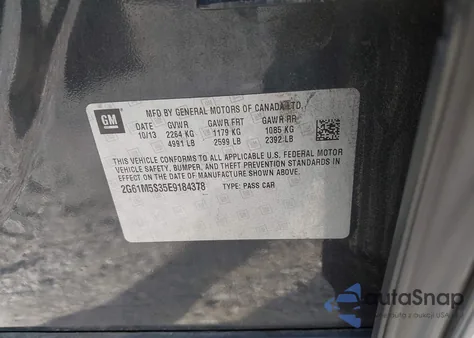 GM
MFD BY GENERAL MOTORS OF CANADA LTD.
DATE GVWR GAWR FRT GAWR RR
10/13 2264 KG 1179 KG 1085 KG
4991 LB 2599 LB 2392 LB
THIS VEHICLE CONFORMS TO ALL APPLICABLE U.S. FEDERAL MOTOR
VEHICLE SAFETY, BUMPER, AND THEFT PREVENTION STANDARDS IN
EFFECT ON THE DATE OF MANUFACTURE SHOWN ABOVE.
2G61M5S35E9184378 TYPE: PASS CAR
AutoSnap